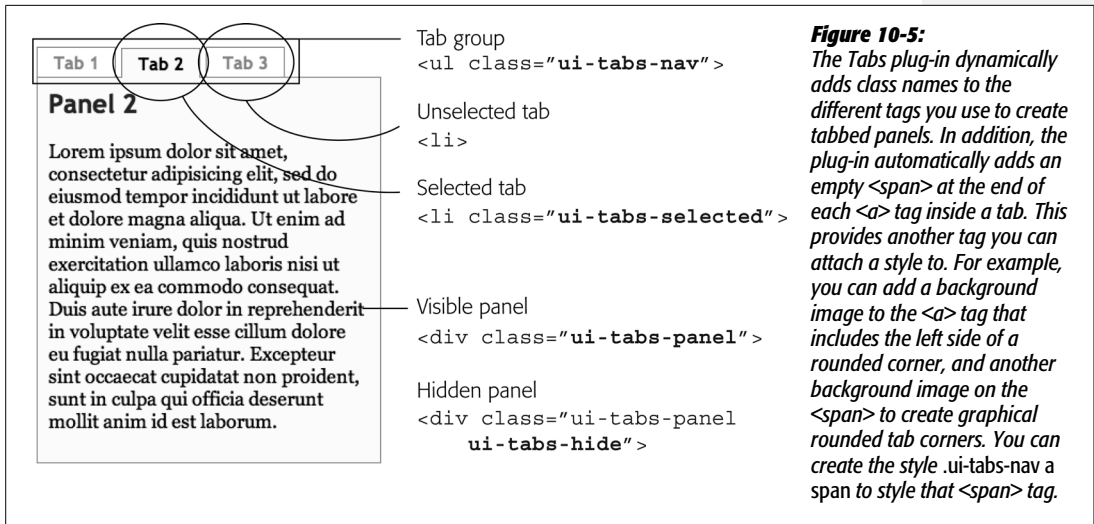 Tab 1
Tab 2
Tab 3
Panel 2
Lorem ipsum dolor sit amet,
consectetur adipisicing elit, sed do
eiusmod tempor incididunt ut labore
et dolore magna aliqua. Ut enim ad
minim veniam, quis nostrud
exercitation ullamco laboris nisi ut
aliquip ex ea commodo consequat.
Duis aute irure dolor in reprehenderit
in voluptate velit esse cillum dolore
eu fugiat nulla pariatur. Excepteur
sint occaecat cupidatat non proident,
sunt in culpa qui officia deserunt
mollit anim id est laborum.
Tab group
<ul class="ui-tabs-nav">
Unselected tab
<li>
Selected tab
<li class="ui-tabs-selected">
Visible panel
<div class="ui-tabs-panel">
Hidden panel
<div class="ui-tabs-panel
ui-tabs-hide">
Figure 10-5:
The Tabs plug-in dynamically
adds class names to the
different tags you use to create
tabbed panels. In addition, the
plug-in automatically adds an
empty <span> at the end of
each <a> tag inside a tab. This
provides another tag you can
attach a style to. For example,
you can add a background
image to the <a> tag that
includes the left side of a
rounded corner, and another
background image on the
<span> to create graphical
rounded tab corners. You can
create the style .ui-tabs-nav a
span to style that <span> tag.